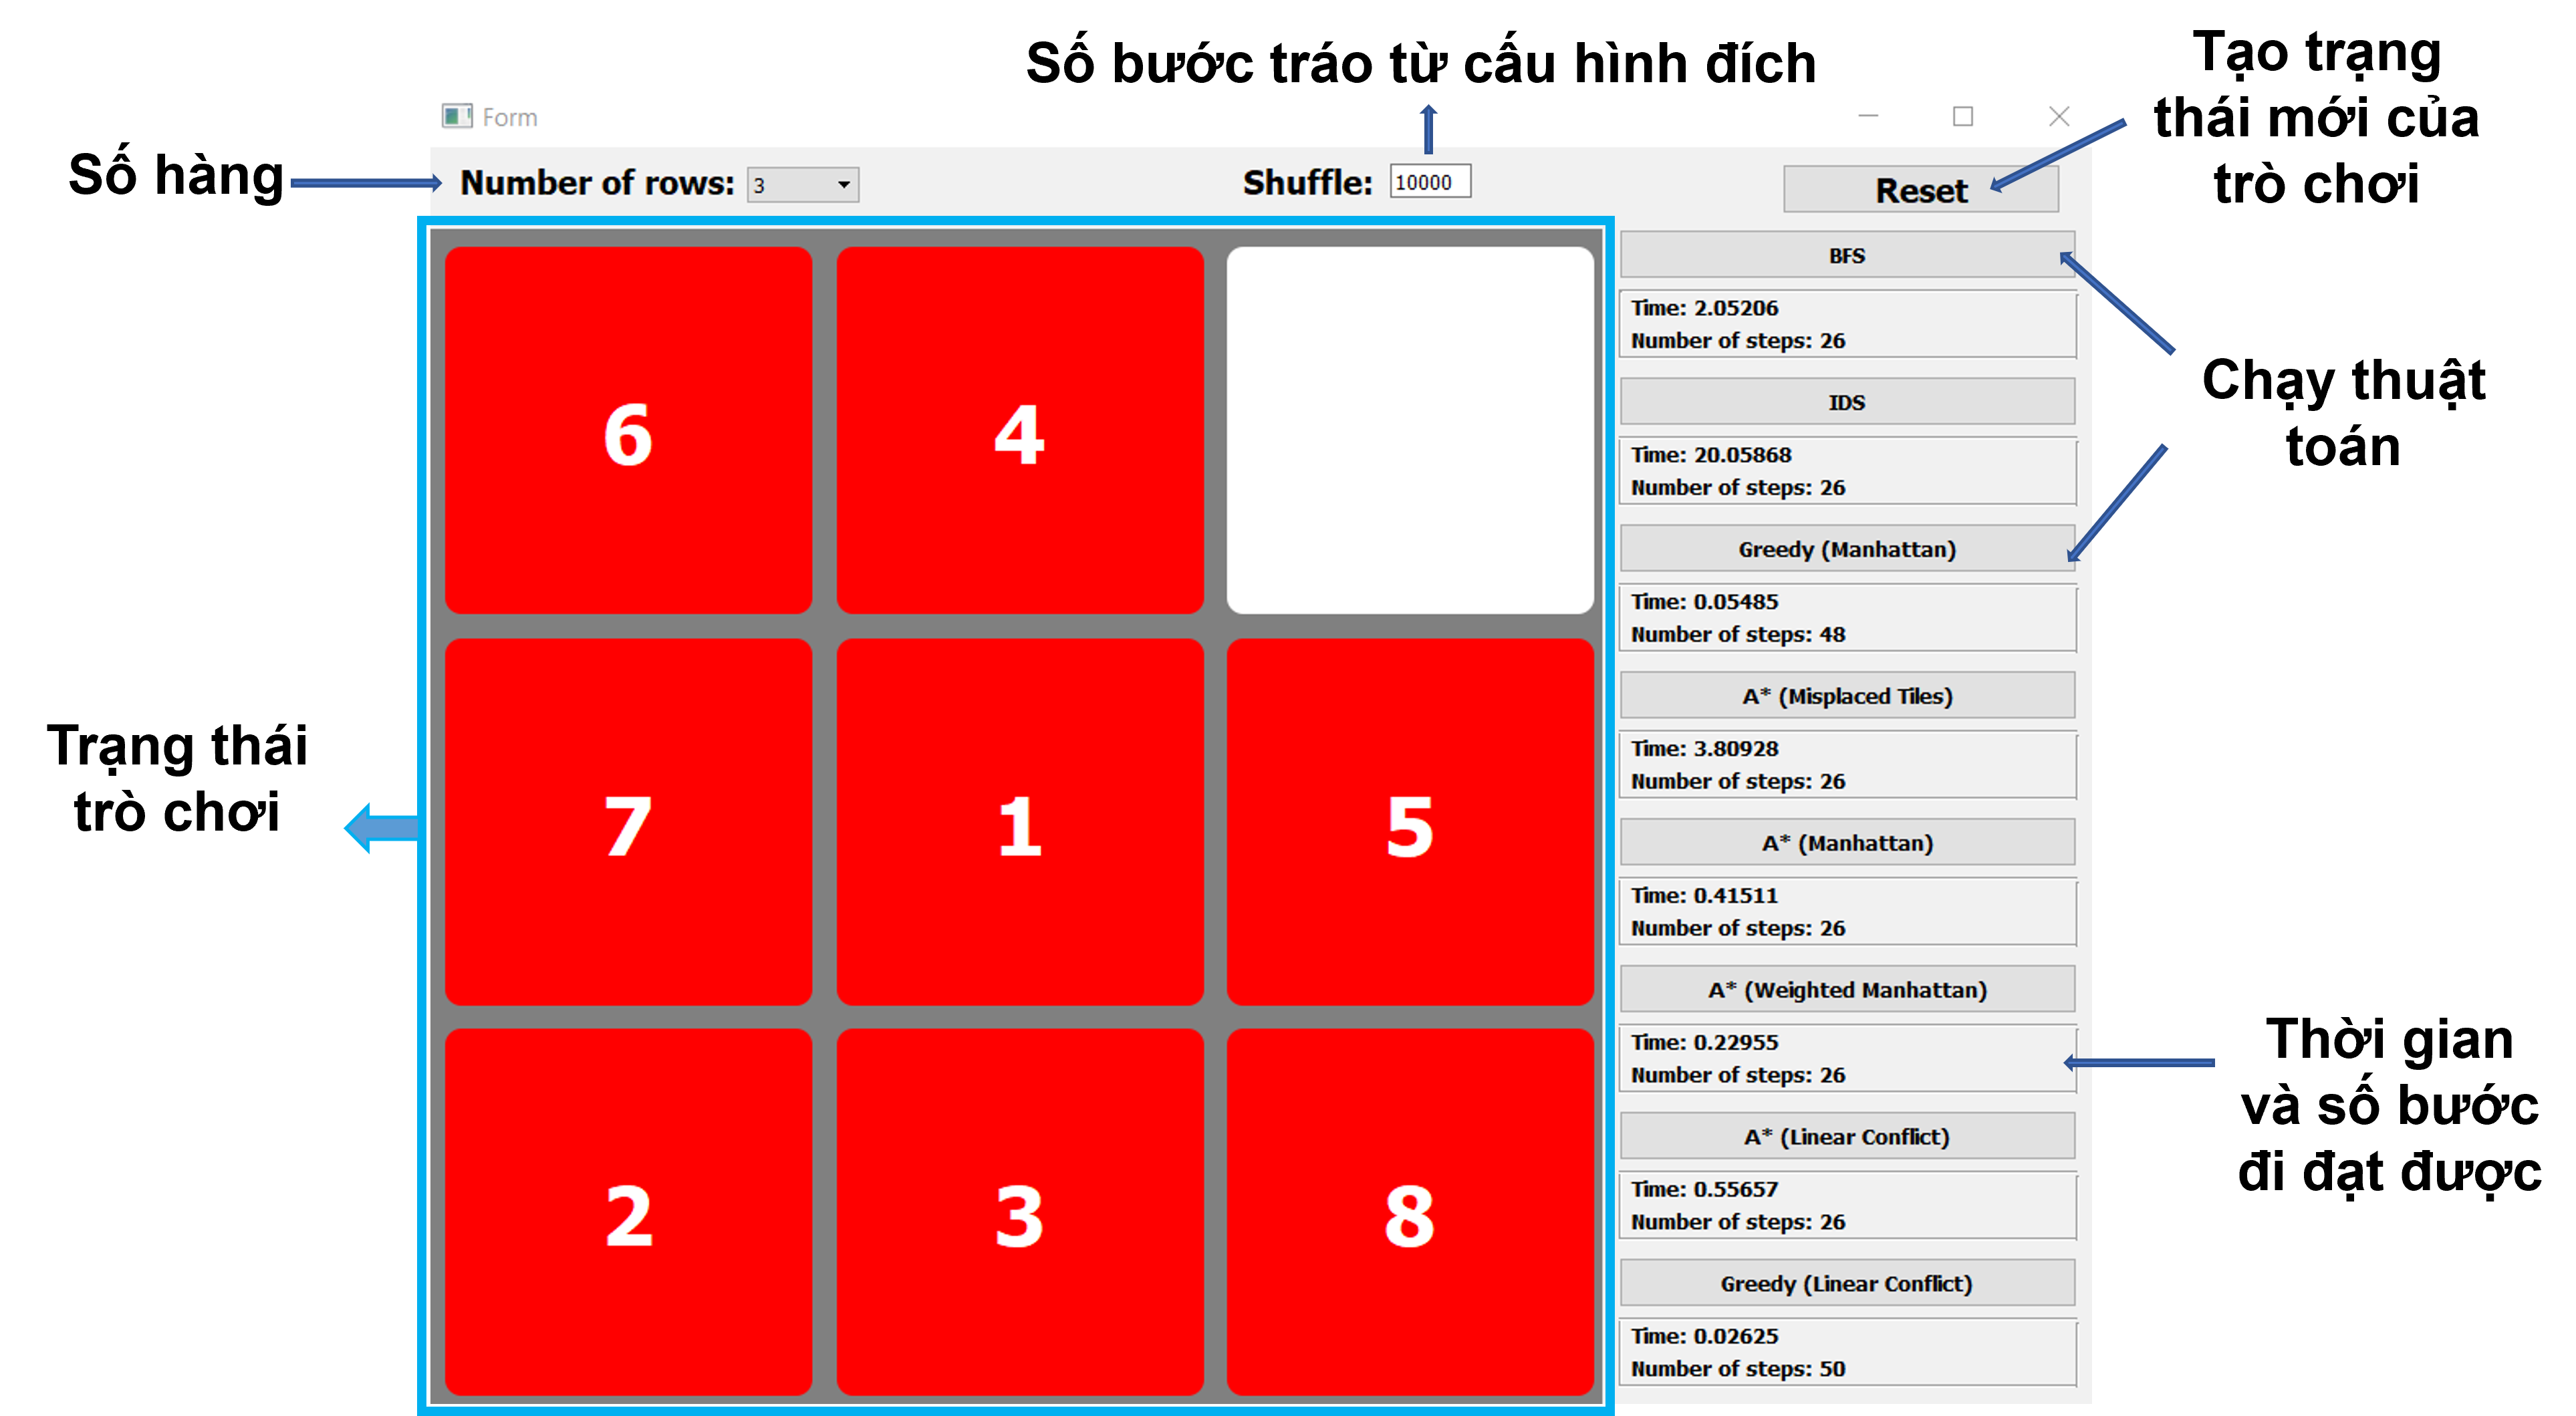 Số bước tráo từ cấu hình đích
Tạo trạng
thái mới của
trò chơi
Form
Số hàng
Number of rows: 3
Shuffle: 10000
Reset
6
4
7
1
5
2
3
8
Trạng thái
trò chơi
BFS
Time: 2.05206
Number of steps: 26
IDS
Time: 20.05868
Number of steps: 26
Greedy (Manhattan)
Time: 0.05485
Number of steps: 48
A* (Misplaced Tiles)
Time: 3.80928
Number of steps: 26
A* (Manhattan)
Time: 0.41511
Number of steps: 26
A* (Weighted Manhattan)
Time: 0.22955
Number of steps: 26
A* (Linear Conflict)
Time: 0.55657
Number of steps: 26
Greedy (Linear Conflict)
Time: 0.02625
Number of steps: 50
Chạy thuật
toán
Thời gian
và số bước
đi đạt được